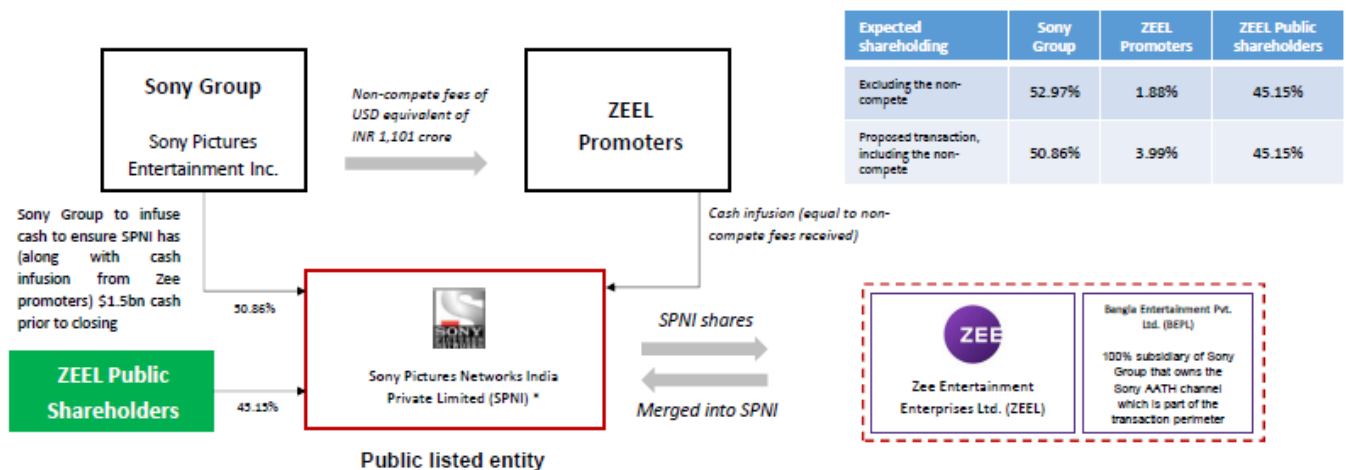 Sony Group
Sony Pictures
Entertainment Inc.
Non-compete fees of
USD equivalent of
INR 1,101 crore
ZEEL
Promoters
Expected
shareholding
Sony
Group
ZEEL
Promoters
ZEEL Public
shareholders
Excluding the non-
compete
52.97%
1.88%
45.15%
Proposed transaction,
including the non-
compete
50.86%
3.99%
45.15%
Sony Group to infuse
cash to ensure SPNI has
(along with cash
infusion from Zee
promoters) $1.5bn cash
prior to closing
50.86%
Cash infusion (equal to non-
compete fees received)
ZEEL Public
Shareholders
45.15%
SONY
Sony Pictures Networks India
Private Limited (SPNI) *
Public listed entity
SPNI shares
Merged into SPNI
ZEE
Zee Entertainment
Enterprises Ltd. (ZEEL)
Bangla Entertainment Pvt.
Ltd. (BEPL)
100% subsidiary of Sony
Group that owns the
Sony AATH channel
which is part of the
transaction perimeter